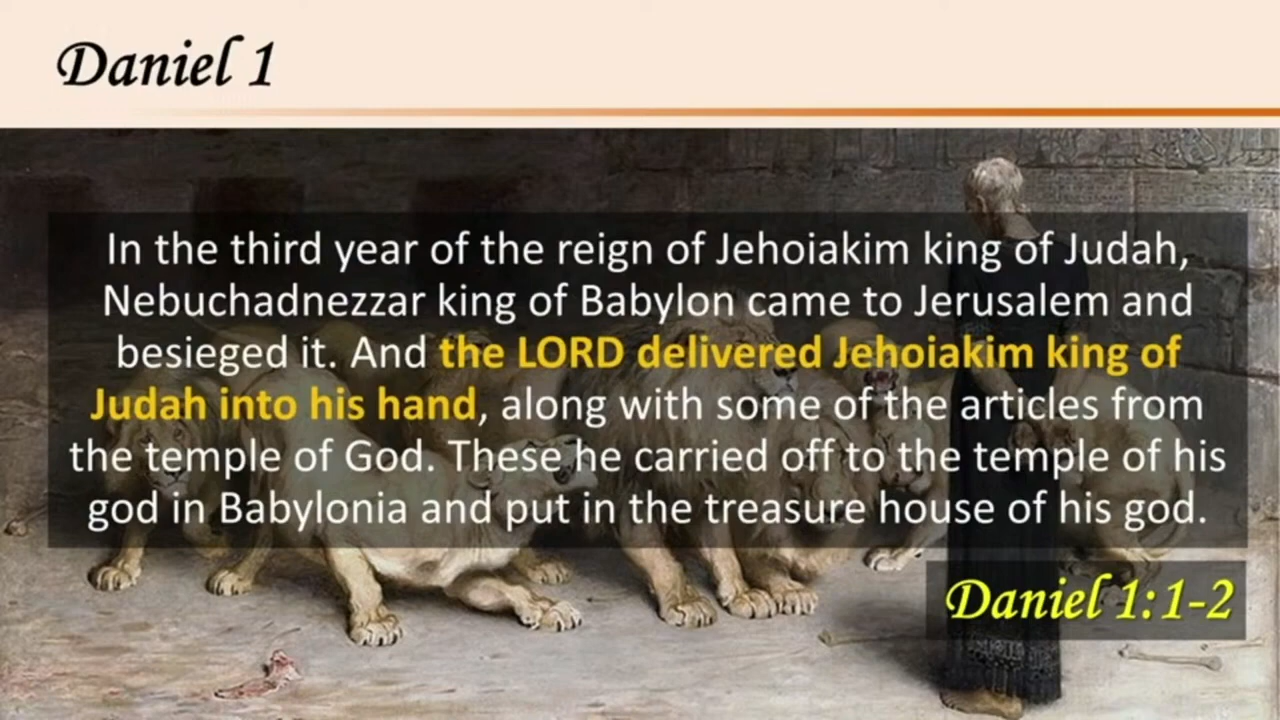 Daniel 1
In the third year of the reign of Jehoiakim king of Judah,
Nebuchadnezzar king of Babylon came to Jerusalem and
besieged it. And the LORD delivered Jehoiakim king of
Judah into his hand, along with some of the articles from
the temple of God. These he carried off to the temple of his
god in Babylonia and put in the treasure house of his god.
Daniel 1:1-2